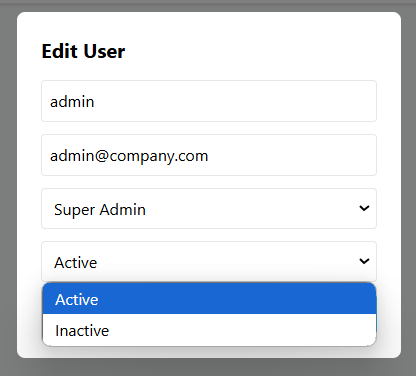 Edit User
admin
admin@company.com
Super Admin
Active
Active
Inactive